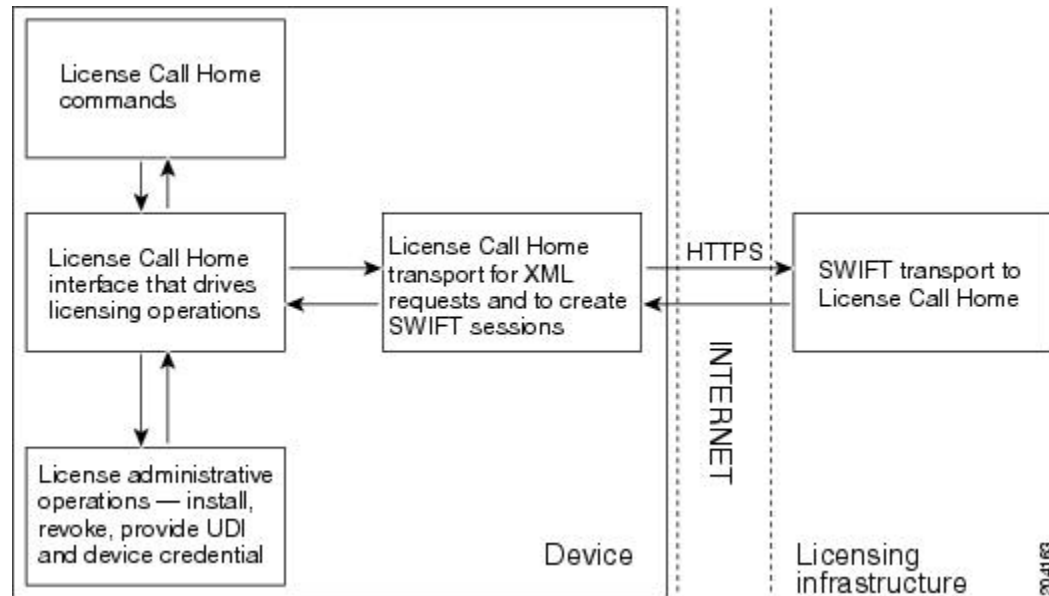 License Call Home
commands
License Call Home
interface that drives
licensing operations
License Call Home
transport for XML
requests and to create
SWIFT sessions
HTTPS
SWIFT transport to
License Call Home
INTERNET
License administrative
operations — install,
revoke, provide UDI
and device credential
Device
Licensing
infrastructure
204163